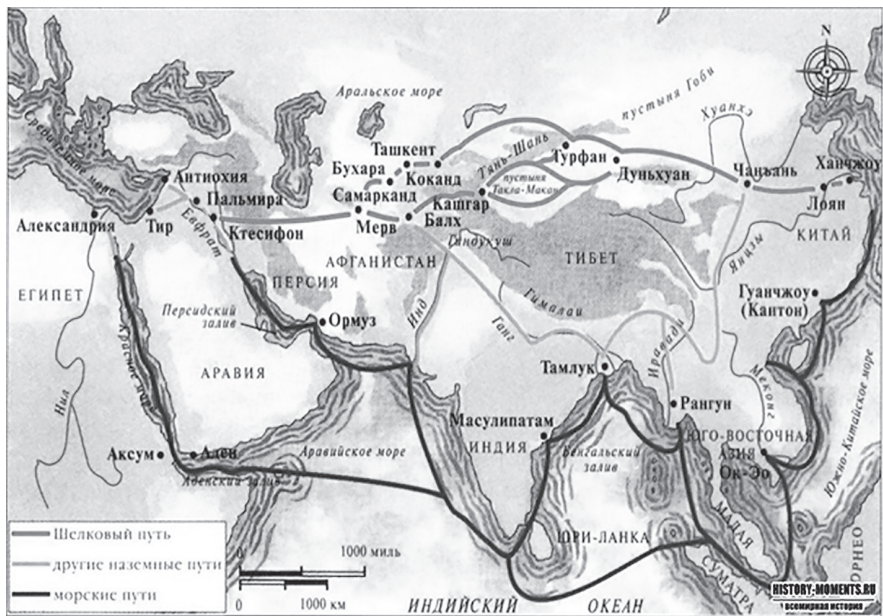 N
Аральское море
пустыня Гоби
Хуанхэ
Средиземное море
Ташкент
Тянь-Шань
Турфан
Бухара
Коканд
Дуньхуан
Чанъань
Ханчжоу
Антиохия
пустыня
Такла-Макан
Самарканд
Кашгар
Пальмира
Лоян
Александрия
Тир
Евфрат
Ктесифон
Мерв
Балх
Гиндукуш
КИТАЙ
Янцзы
АФГАНИСТАН
ТИБЕТ
ЕГИПЕТ
ПЕРСИЯ
Гуанчжоу
(Кантон)
Гималаи
Персидский
залив
Ормуз
Инд
Ганг
Иравади
Красное море
АРАВИЯ
Тамлук
Меконг
Нил
Рангун
Южно-Китайское море
Масулипатам
ИНДИЯ
ЮГО-ВОСТОЧНАЯ
АЗИЯ
Ок-Эо
Аксум
Аден
Аравийское море
Бенгальский
залив
Аденский залив
Шелковый путь
другие наземные пути
морские пути
ШРИ-ЛАНКА
МАЛАЯ
СУМАТРА
ОРНЕО
0
1000 миль
0
1000 км
ИНДИЙСКИЙ ОКЕАН
HISTORY-MOMENTS.RU
всемирная история